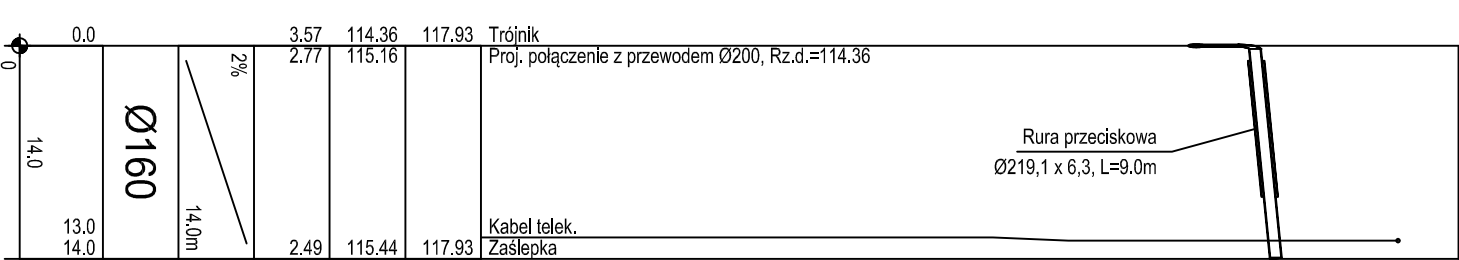 0.0 3.57 114.36 117.93 Trójnik
2.77 115.16 Proj. połączenie z przewodem Ø200, Rz.d.=114.36
0
14.0
Ø160
2%
14.0m
Rura przeciskowa
Ø219,1 x 6,3, L=9.0m
13.0 Kabel telek.
14.0 2.49 115.44 117.93 Zaślepka